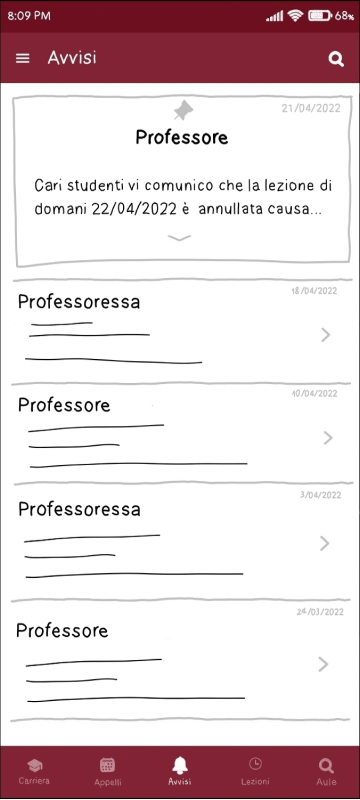 8:09 PM 68%
Avvisi
21/04/2022
Professore
Cari studenti vi comunico che la lezione di
domani 22/04/2022 è annullata causa...
18/04/2022
Professoressa
10/04/2022
Professore
3/04/2022
Professoressa
24/03/2022
Professore
Carriera Appelli Avvisi Lezioni Aule